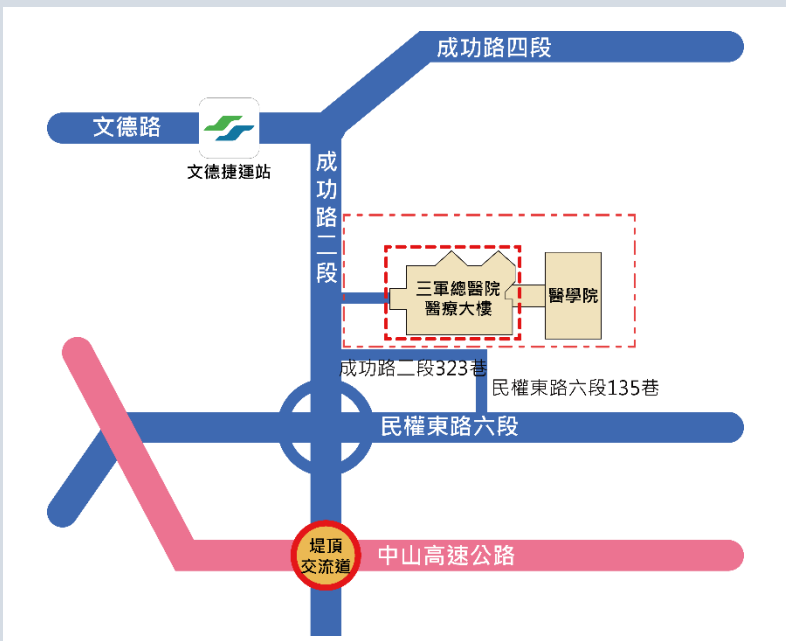 成功路四段
文德路
文德捷運站
成功路二段
三軍總醫院
醫療大樓
醫學院
成功路二段323巷
民權東路六段135巷
民權東路六段
堤頂
交流道
中山高速公路